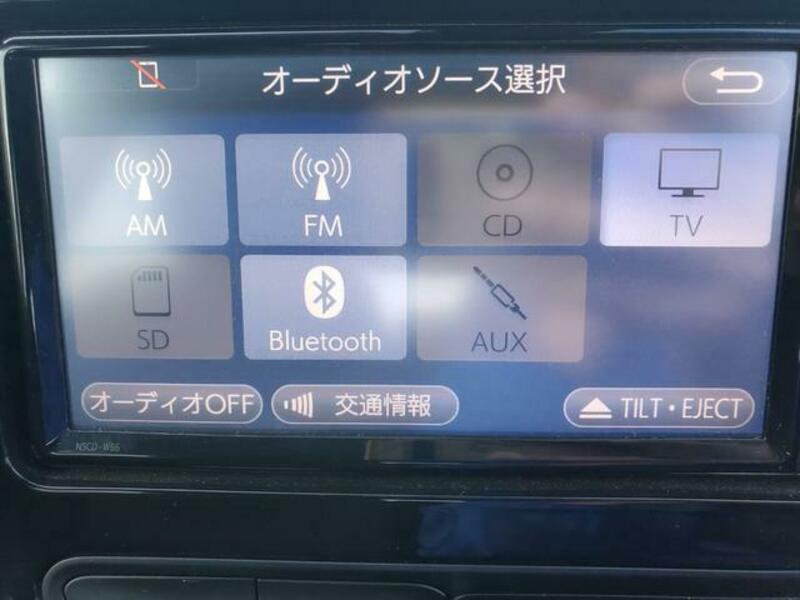 オーディオソース選択
AM
FM
CD
TV
SD
Bluetooth
AUX
オーディオOFF
交通情報
TILT・EJECT
NSCD-W66